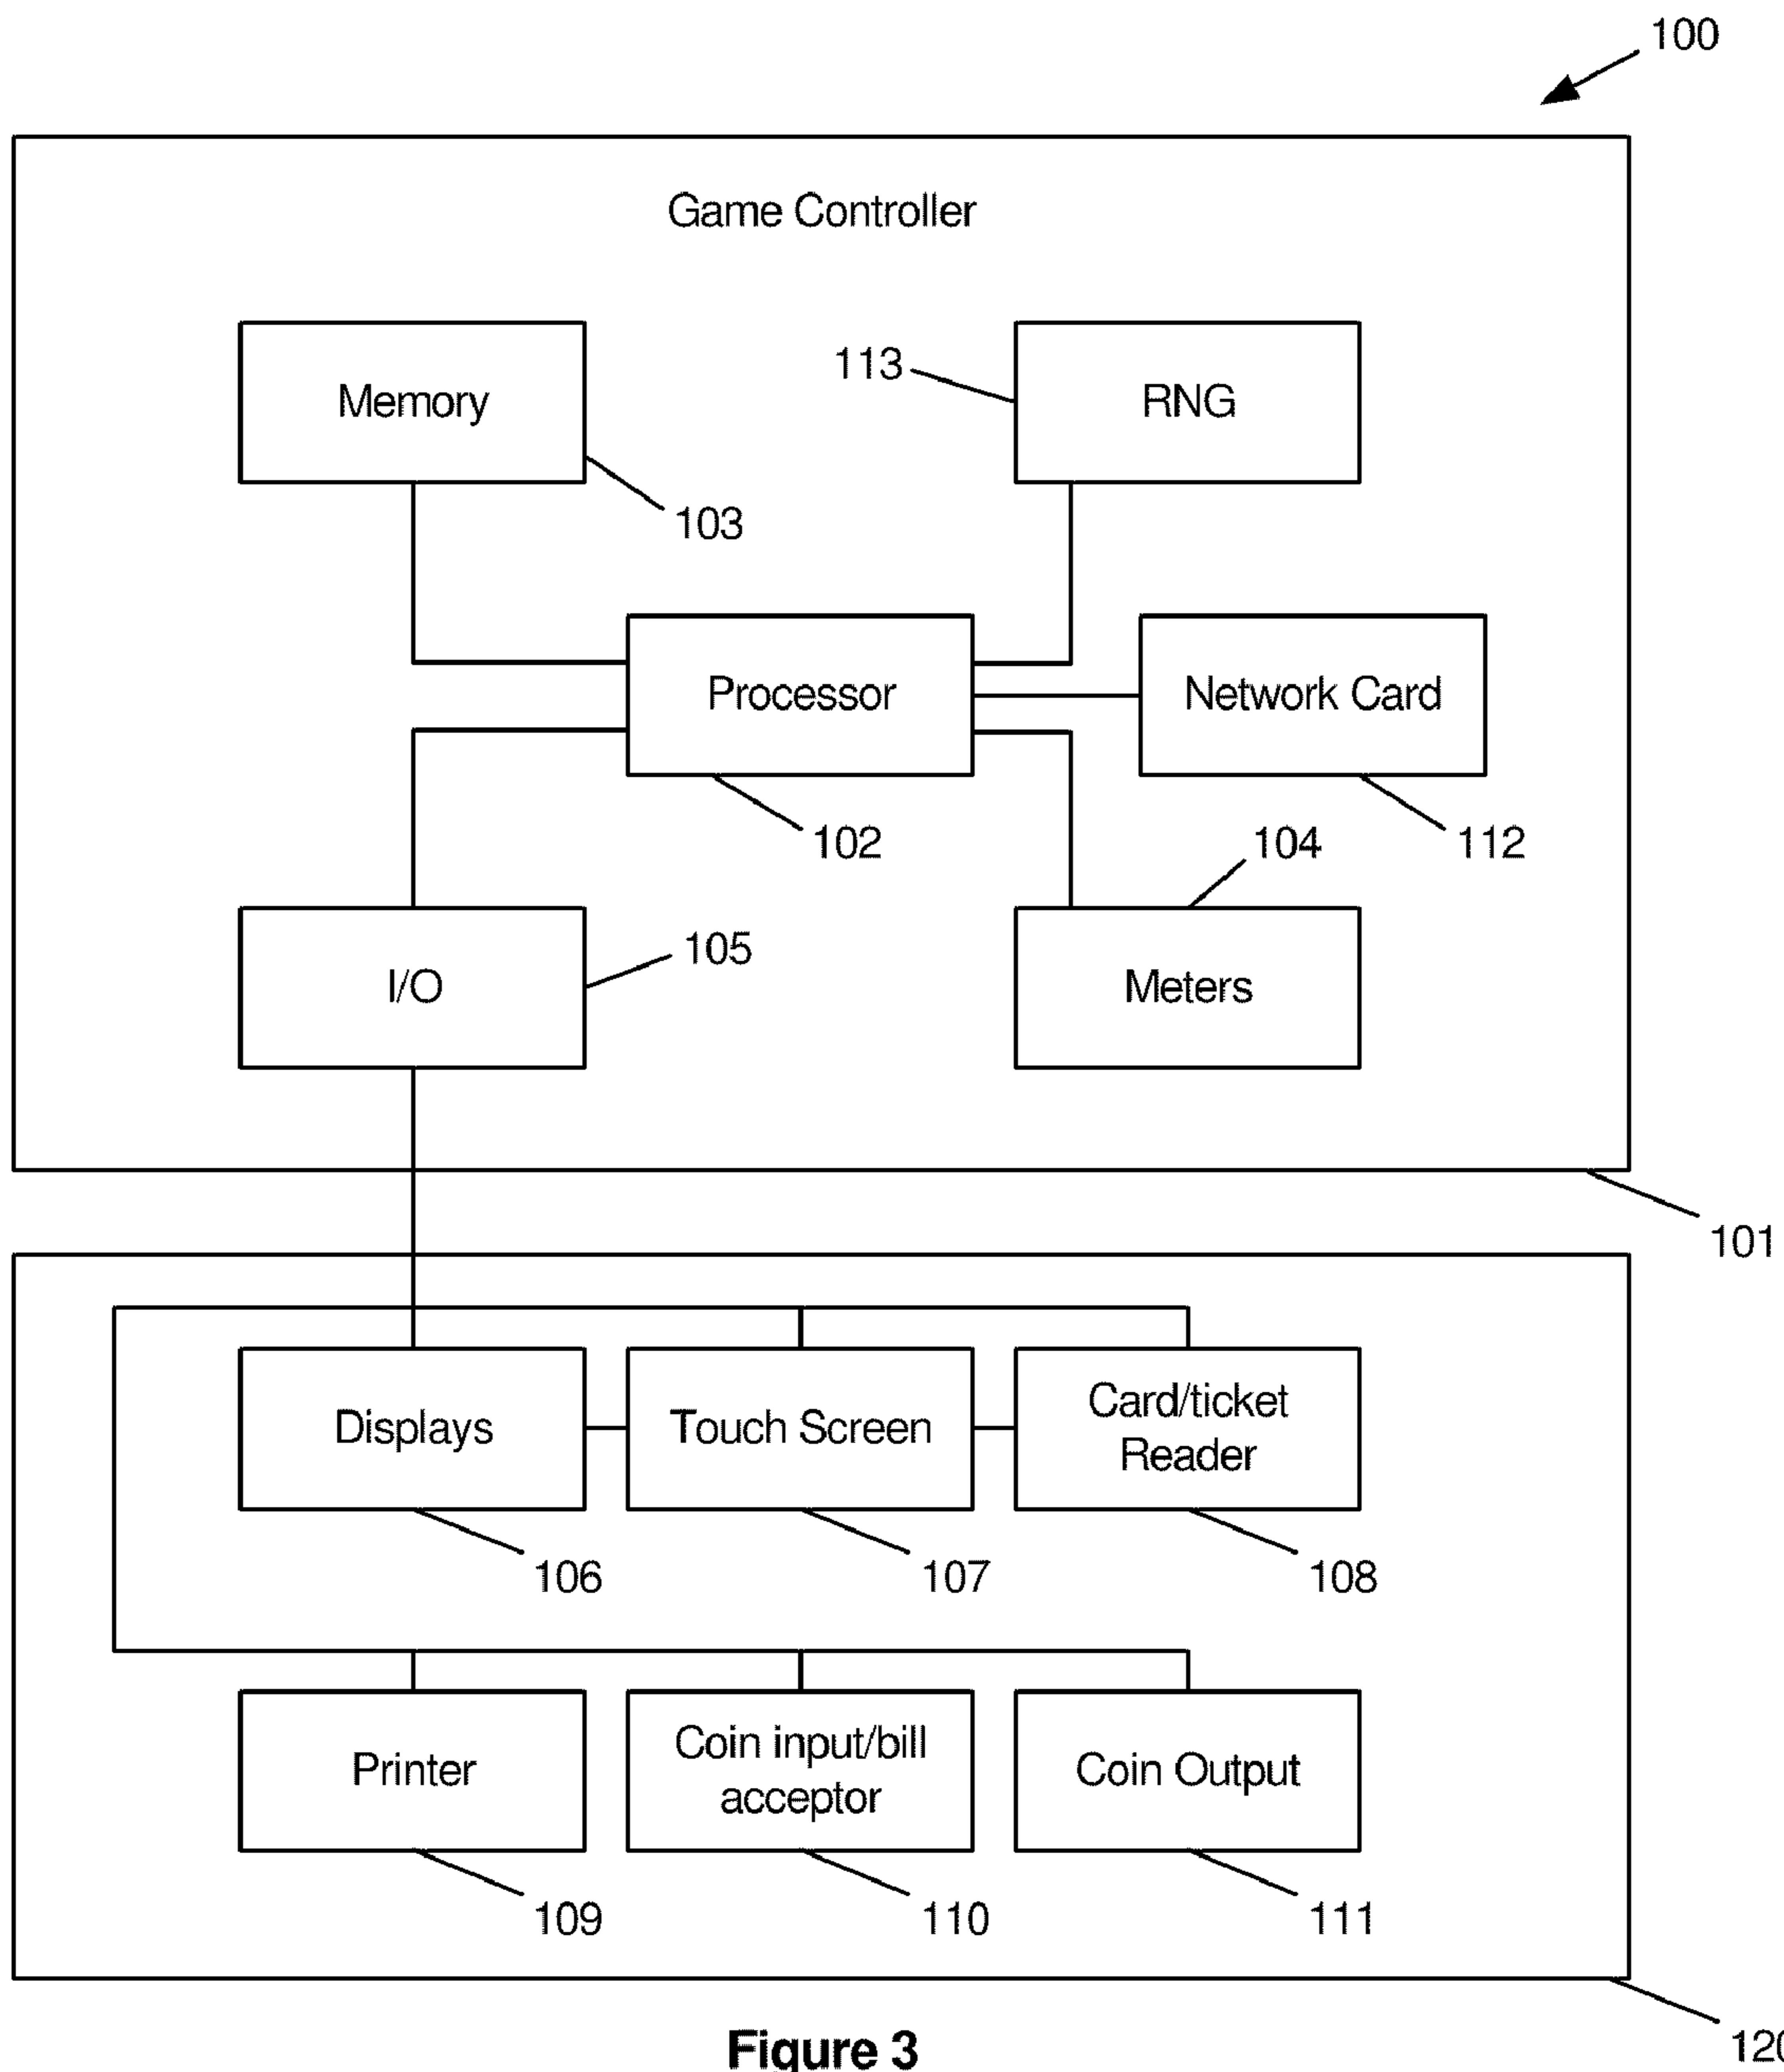 100
Game Controller
Memory
113
RNG
103
Processor
Network Card
102
104
112
I/O
105
Meters
101
Displays
Touch Screen
Card/ticket
Reader
106
107
108
Printer
Coin input/bill
acceptor
Coin Output
109
110
111
120
Figure 3